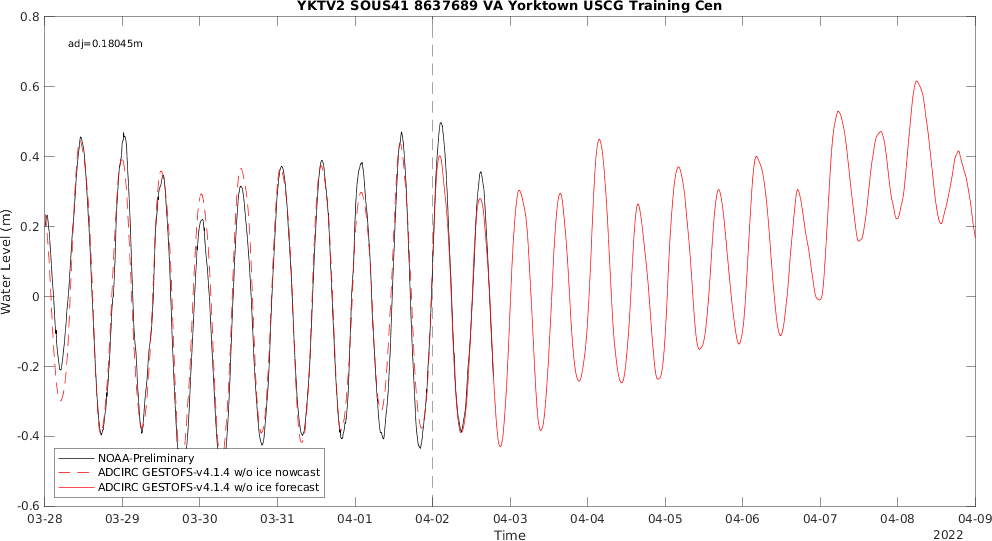 YKTV2 SOUS41 8637689 VA Yorktown USCG Training Cen
adj=0.18045m
0.8
0.6
0.4
0.2
0
-0.2
-0.4
-0.6
Water Level (m)
NOAA-Preliminary
ADCIRC GESTOFS-v4.1.4 w/o ice nowcast
ADCIRC GESTOFS-v4.1.4 w/o ice forecast
03-28 03-29 03-30 03-31 04-01 04-02 04-03 04-04 04-05 04-06 04-07 04-08 04-09
Time
2022